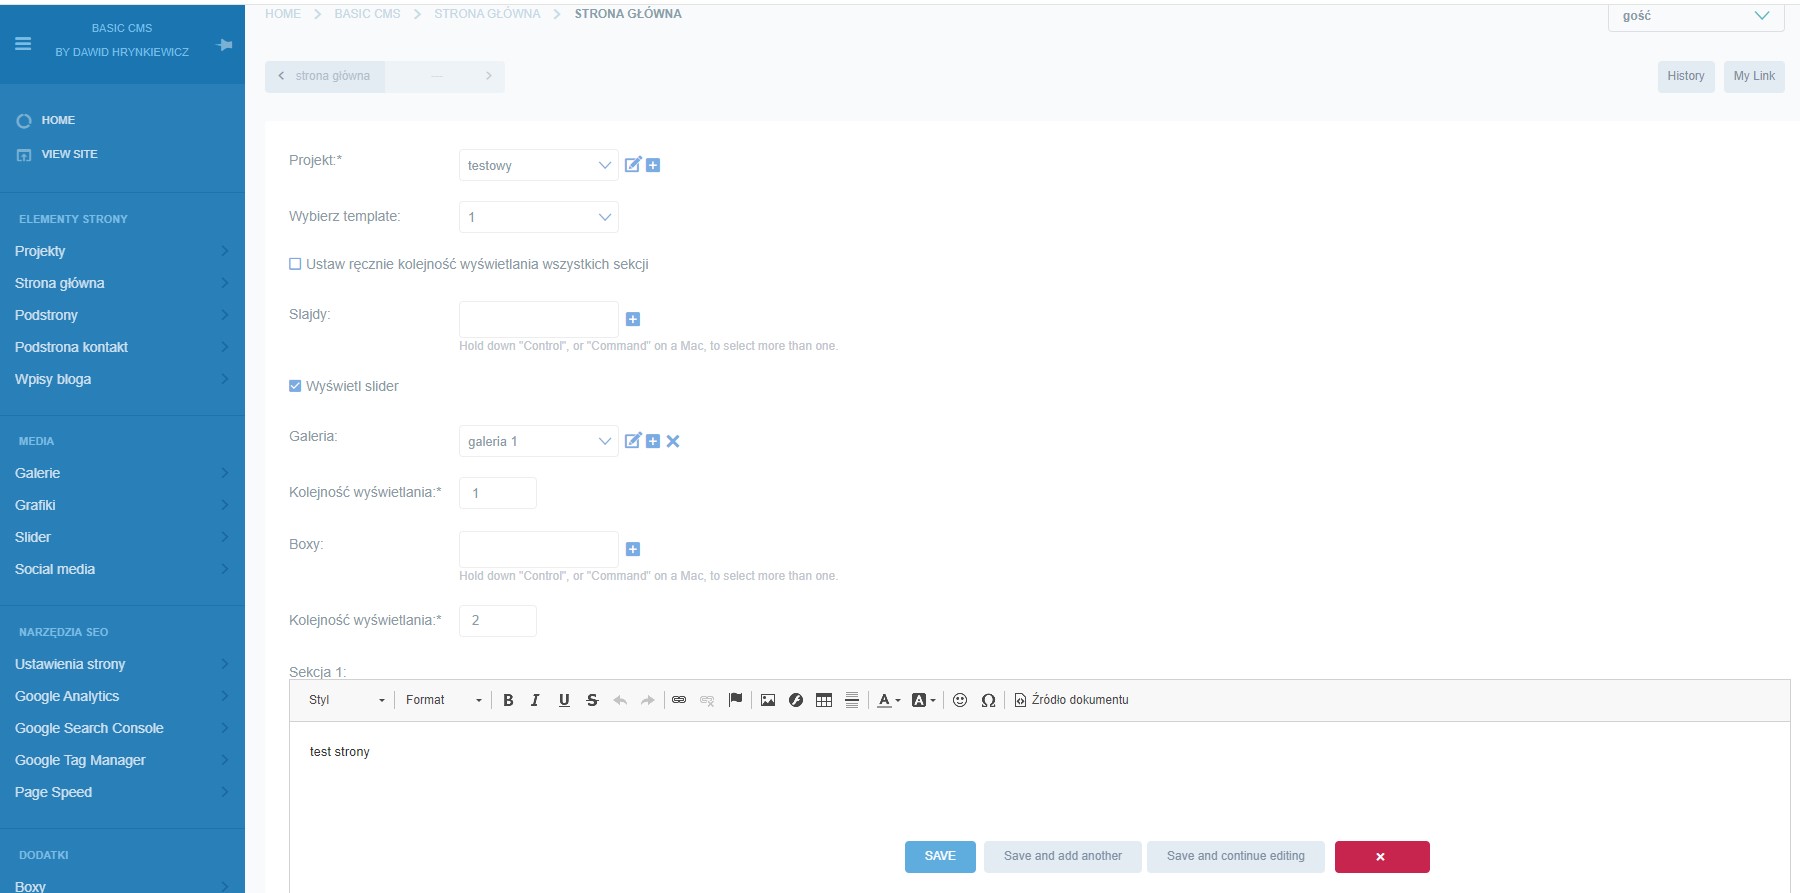 BASIC CMS
BY DAWID HRYNKIEWICZ
HOME
VIEW SITE
ELEMENTY STRONY
Projekty
Strona główna
Podstrony
Podstrona kontakt
Wpisy bloga
MEDIA
Galerie
Grafiki
Slider
Social media
NARZĘDZIA SEO
Ustawienia strony
Google Analytics
Google Search Console
Google Tag Manager
Page Speed
DODATKI
Boxy
HOME > BASIC CMS > STRONA GŁÓWNA > STRONA GŁÓWNA
gość
strona główna
—
History
My Link
Projekt:* testowy
Wybierz template: 1
Ustaw ręcznie kolejność wyświetlania wszystkich sekcji
Slajdy:
Hold down "Control", or "Command" on a Mac, to select more than one.
Wyświetl slider
Galeria: galeria 1
Kolejność wyświetlania:* 1
Boxy:
Hold down "Control", or "Command" on a Mac, to select more than one.
Kolejność wyświetlania:* 2
Sekcja 1:
Styl Format B I U S A A Ω Źródło dokumentu
test strony
SAVE
Save and add another
Save and continue editing